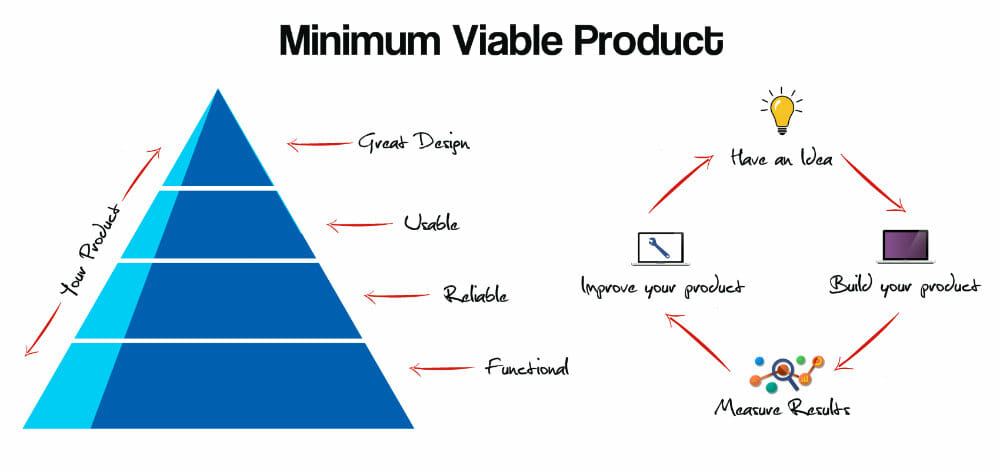 Minimum Viable Product
Great Design
Usable
Reliable
Functional
Your Product
Have an Idea
Build your product
Measure Results
Improve your product